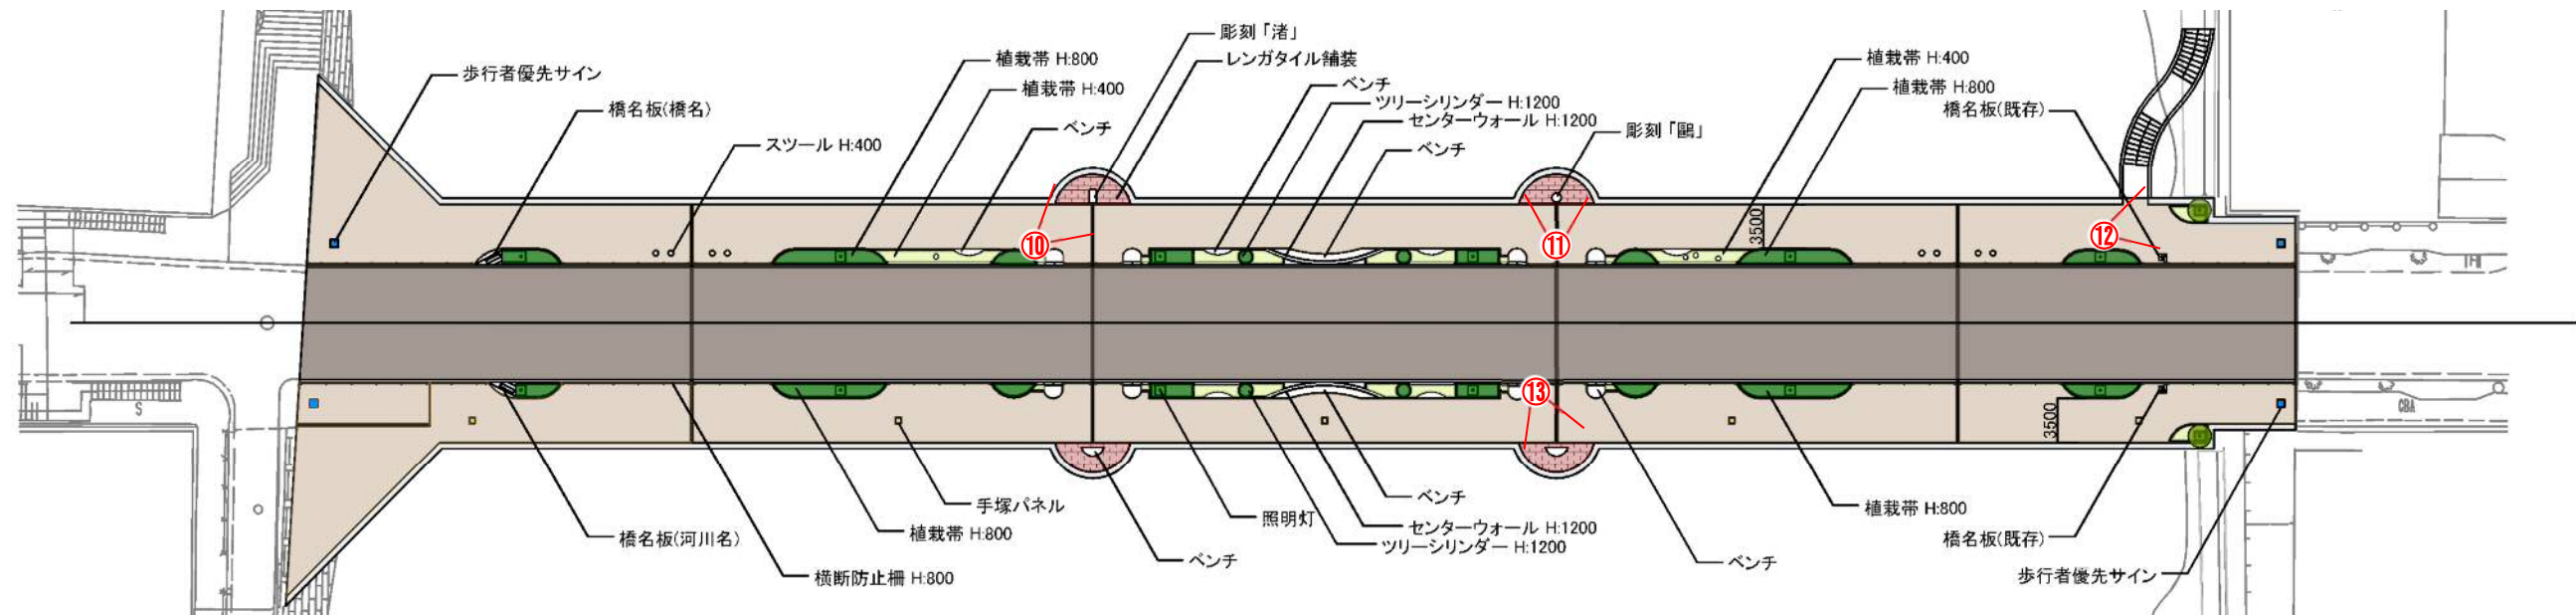 彫刻「渚」
植栽帯 H:800
レンガタイル舗装
植栽帯 H:400
歩行者優先サイン
ベンチ
植栽帯 H:400
植栽帯 H:800
橋名板(橋名)
ツリーシリンダー H:1200
橋名板(既存)
センターウォール H:1200
ベンチ
彫刻「鷗」
スツール H:400
ベンチ
3500
⑩
⑪
⑫
⑬
3500
S
CBA
手塚パネル
ベンチ
植栽帯 H:800
照明灯
植栽帯 H:800
センターウォール H:1200
橋名板(河川名)
植栽帯 H:800
橋名板(既存)
ツリーシリンダー H:1200
ベンチ
ベンチ
横断防止柵 H:800
歩行者優先サイン